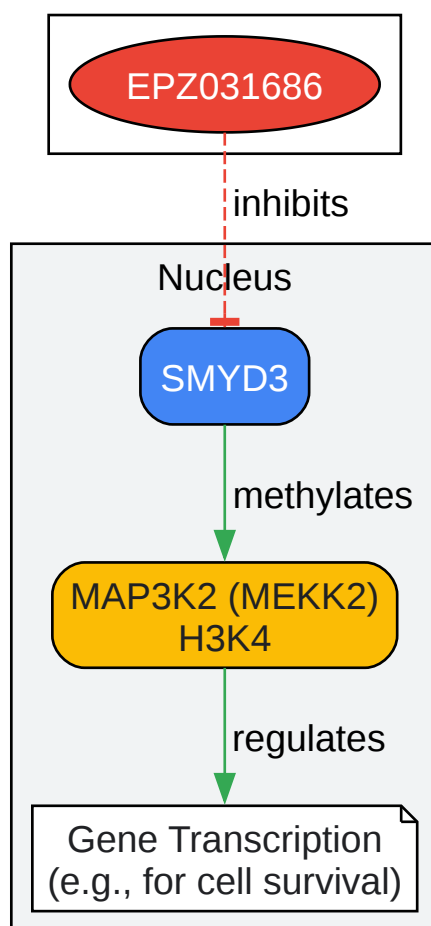 EPZ031686
inhibits
Nucleus
SMYD3
methylates
MAP3K2 (MEKK2)
H3K4
regulates
Gene Transcription
(e.g., for cell survival)